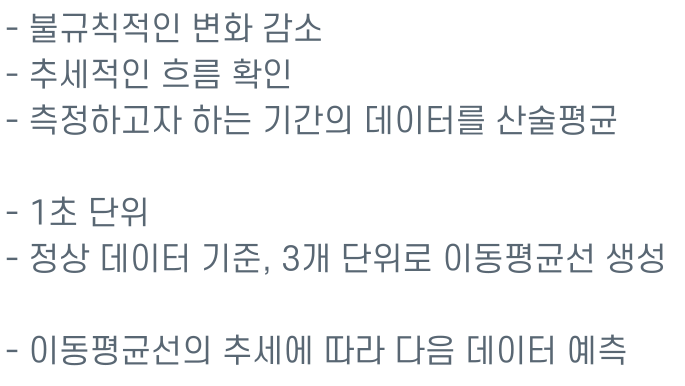 - 불규칙적인 변화 감소
- 추세적인 흐름 확인
- 측정하고자 하는 기간의 데이터를 산술평균
- 1초 단위
- 정상 데이터 기준, 3개 단위로 이동평균선 생성
- 이동평균선의 추세에 따라 다음 데이터 예측